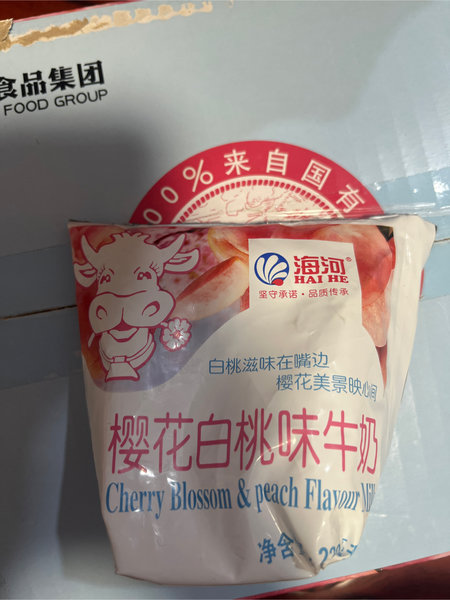 食品集团
FOOD GROUP
00%来自国有
海河®
HAI HE
坚守承诺·品质传承
白桃滋味在嘴边
樱花美景映心间
樱花白桃味牛奶
Cherry Blossom & peach Flavour Milk
净含